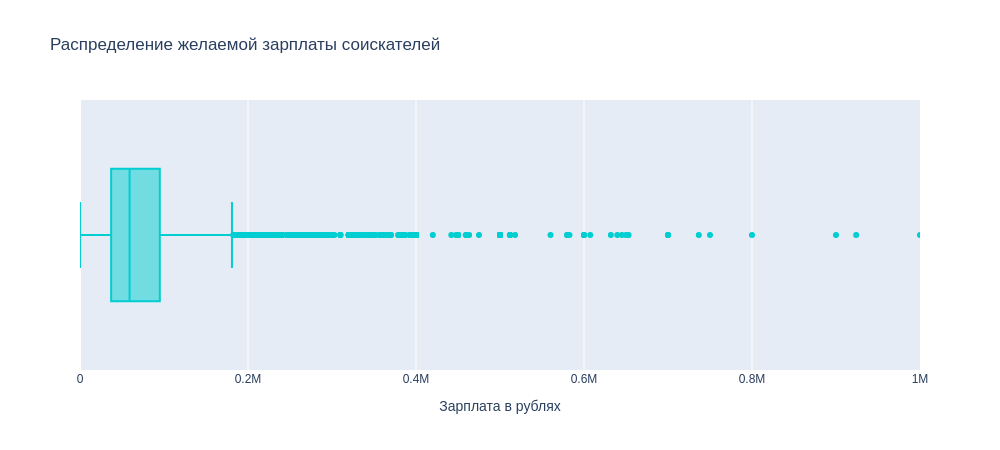 Распределение желаемой зарплаты соискателей
0 0.2M 0.4M 0.6M 0.8M 1M
Зарплата в рублях